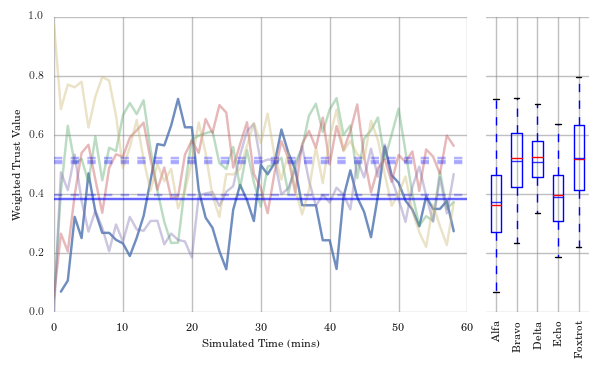 1.0
0.8
0.6
0.4
0.2
0.0
Weighted Trust Value
0 10 20 30 40 50 60
Simulated Time (mins)
Alfa
Bravo
Delta
Echo
Foxtrot